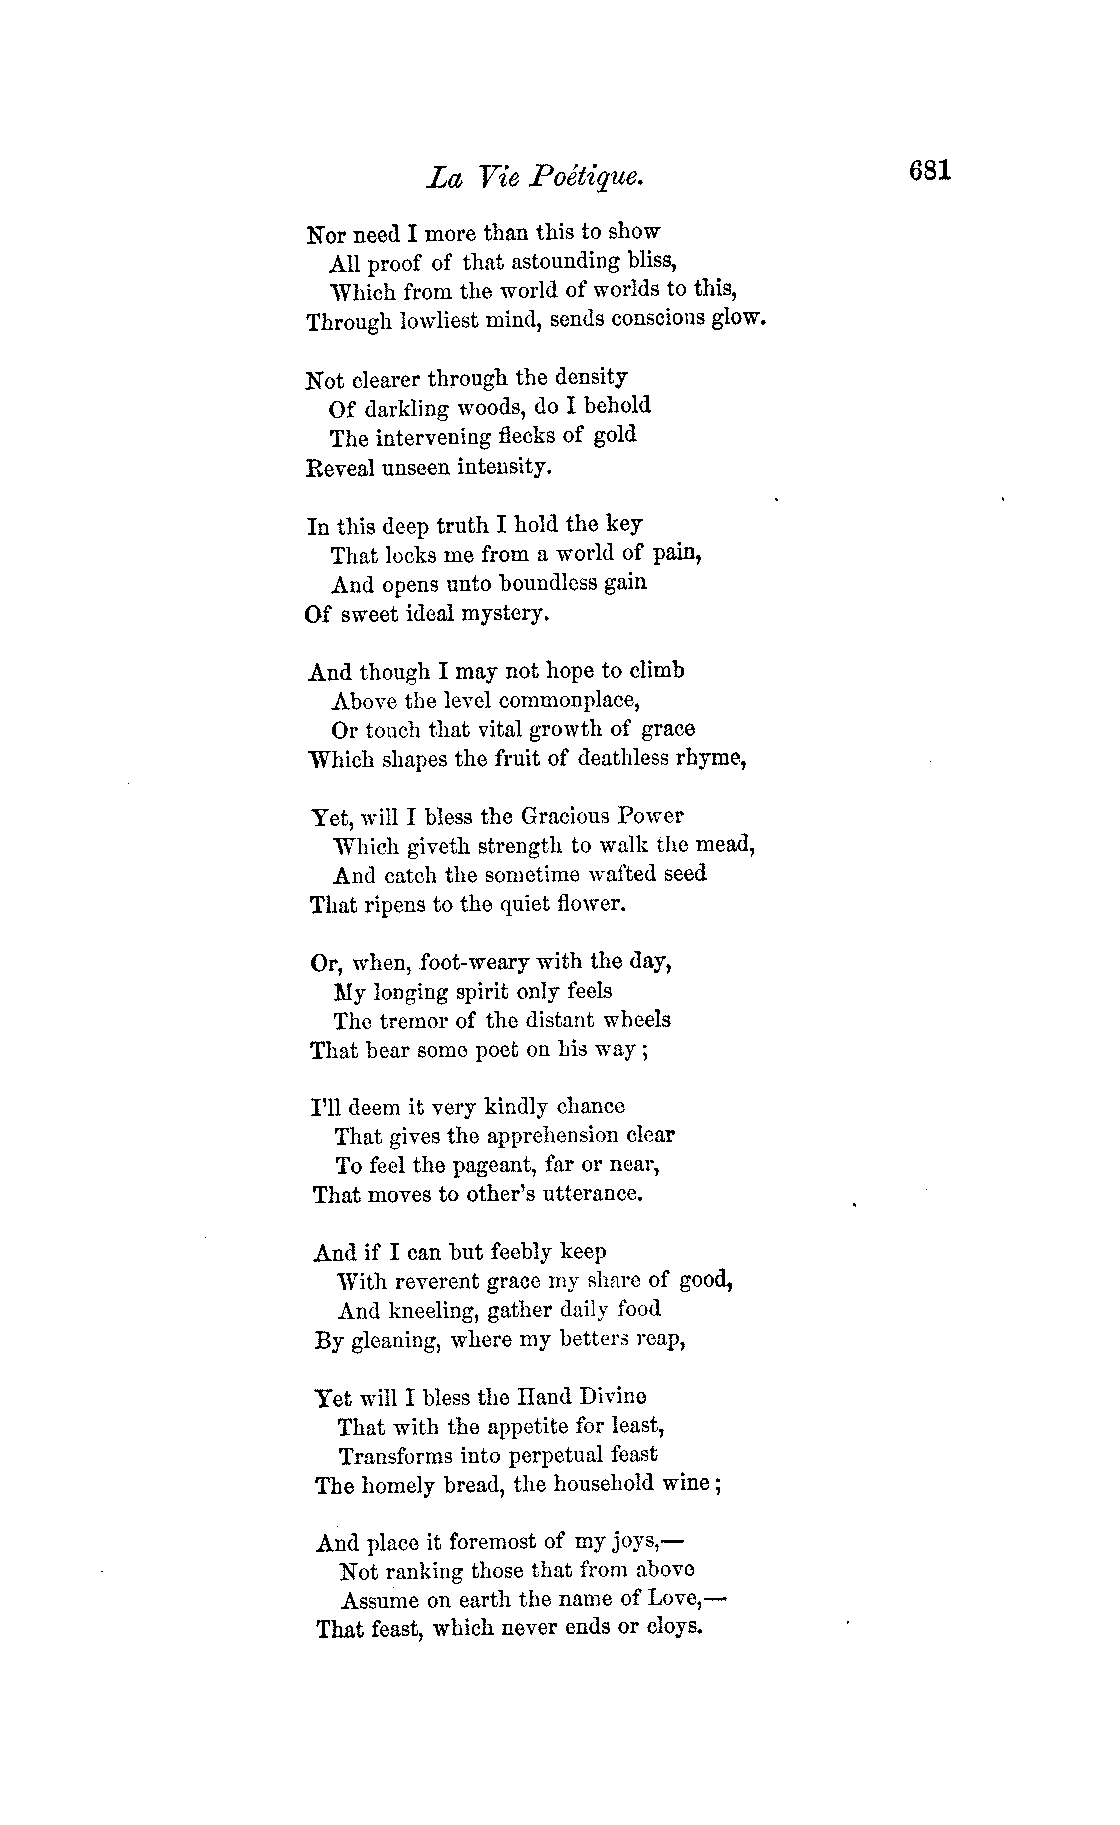 La Vie Poétique. 681
Nor need I more than this to show
All proof of that astounding bliss,
Which from the world of worlds to this,
Through lowliest mind, sends conscious glow.
Not clearer through the density
Of darkling woods, do I behold
The intervening flecks of gold
Reveal unseen intensity.
In this deep truth I hold the key
That locks me from a world of pain,
And opens unto boundless gain
Of sweet ideal mystery.
And though I may not hope to climb
Above the level commonplace,
Or touch that vital growth of grace
Which shapes the fruit of deathless rhyme,
Yet, will I bless the Gracious Power
Which giveth strength to walk the mead,
And catch the sometime wafted seed
That ripens to the quiet flower.
Or, when, foot-weary with the day,
My longing spirit only feels
The tremor of the distant wheels
That bear some poet on his way;
I'll deem it very kindly chance
That gives the apprehension clear
To feel the pageant, far or near,
That moves to other's utterance.
And if I can but feebly keep
With reverent grace my share of good,
And kneeling, gather daily food
By gleaning, where my betters reap,
Yet will I bless the Hand Divine
That with the appetite for least,
Transforms into perpetual feast
The homely bread, the household wine;
And place it foremost of my joys,—
Not ranking those that from above
Assume on earth the name of Love,—
That feast, which never ends or cloys.